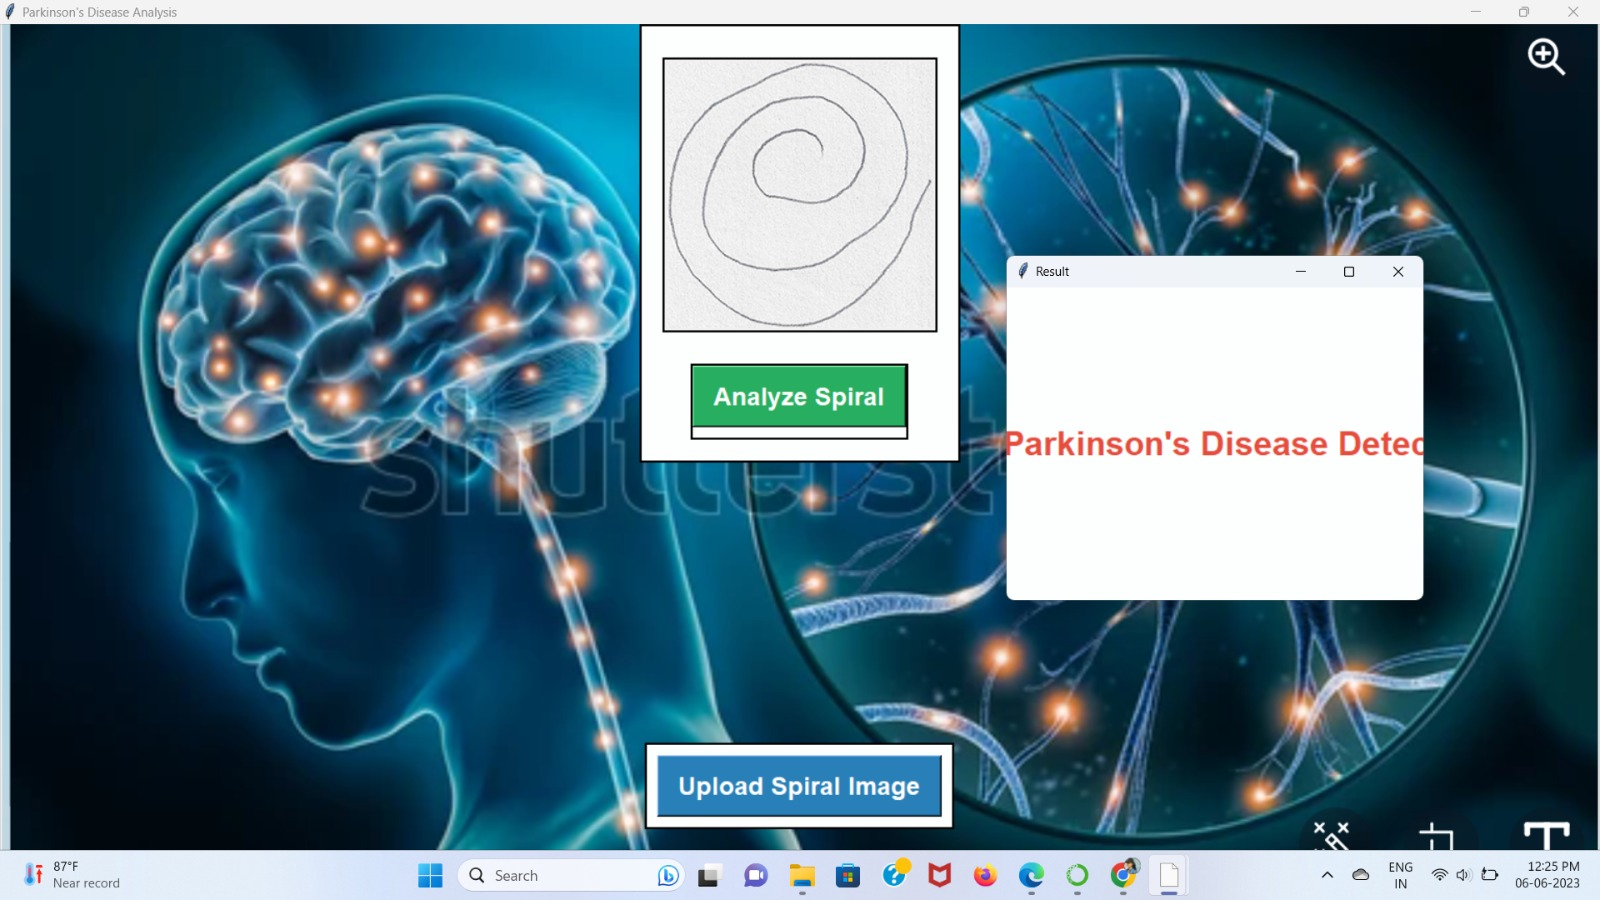 Parkinson's Disease Analysis
Analyze Spiral
Result
Parkinson's Disease Detec
shutterst
Upload Spiral Image
T
87°F
Near record
Search
ENG
IN
12:25 PM
06-06-2023